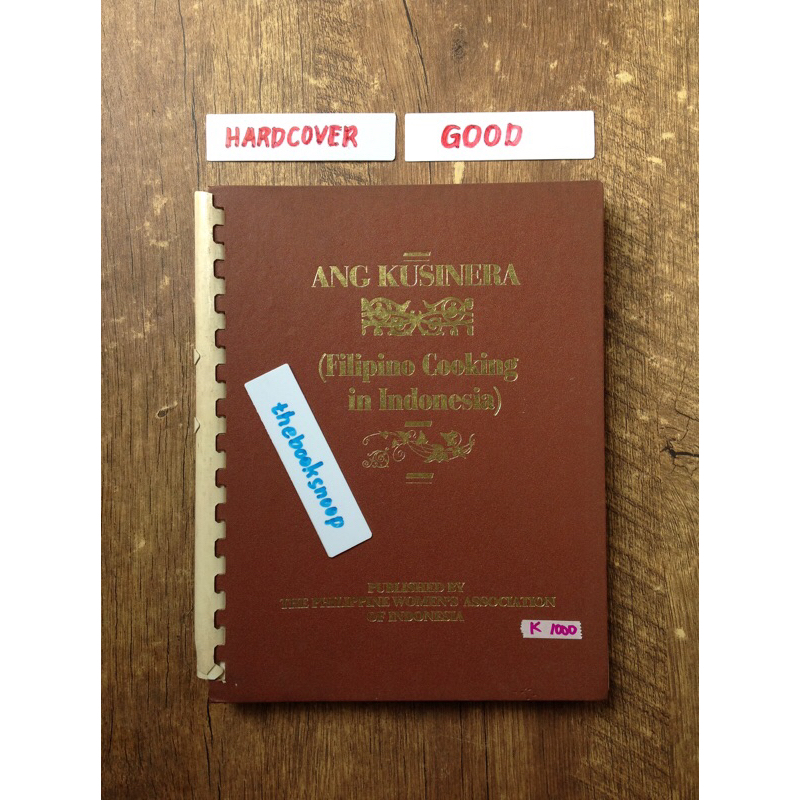 HARDCOVER
GOOD
ANG KUSINERA
(Filipino Cooking
in Indonesia)
thebooksnoop
PUBLISHED BY
THE PHILIPPINE WOMEN'S ASSOCIATION
OF INDONESIA
K 1000